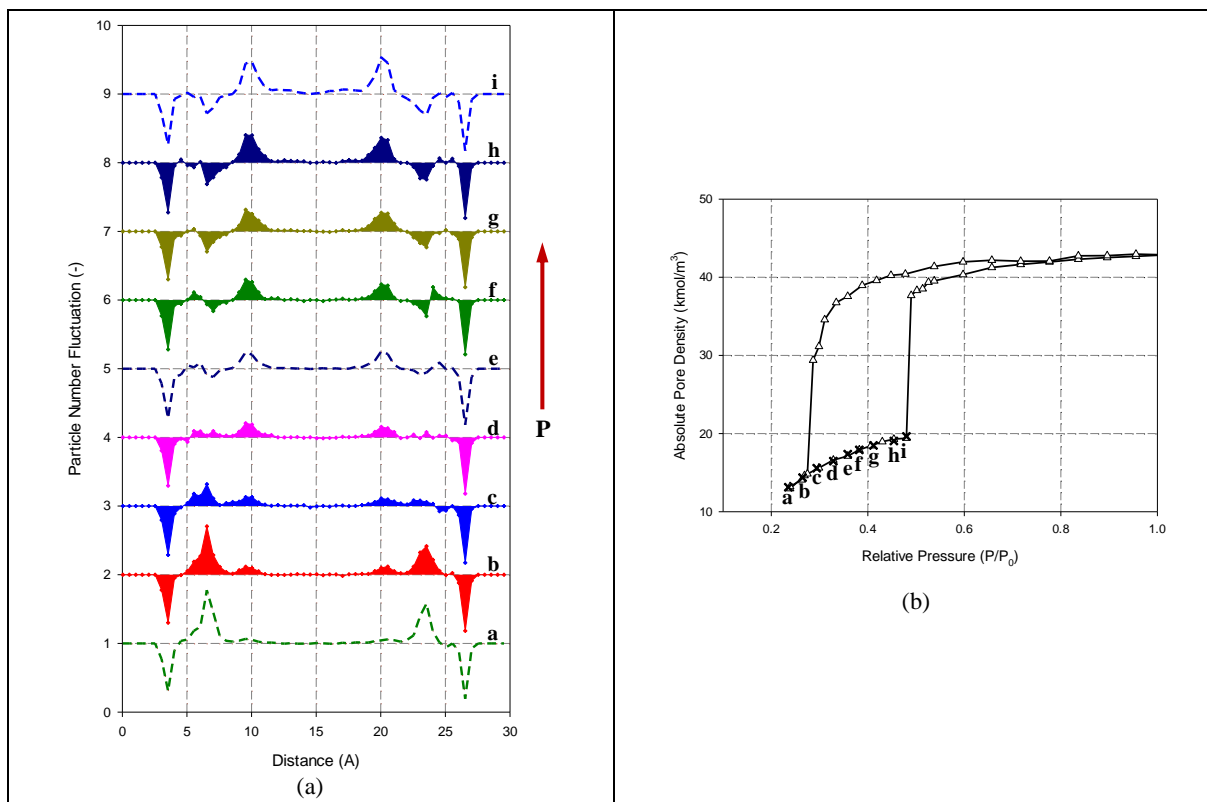 10
9
8
7
6
5
4
3
2
1
0
Particle Number Fluctuation (-)
i
h
g
f
e
d
c
b
a
P
0 5 10 15 20 25 30
Distance (A)
(a)
50
40
30
20
10
Absolute Pore Density (kmol/m³)
a b c d e f g h i
0.2 0.4 0.6 0.8 1.0
Relative Pressure (P/P₀)
(b)